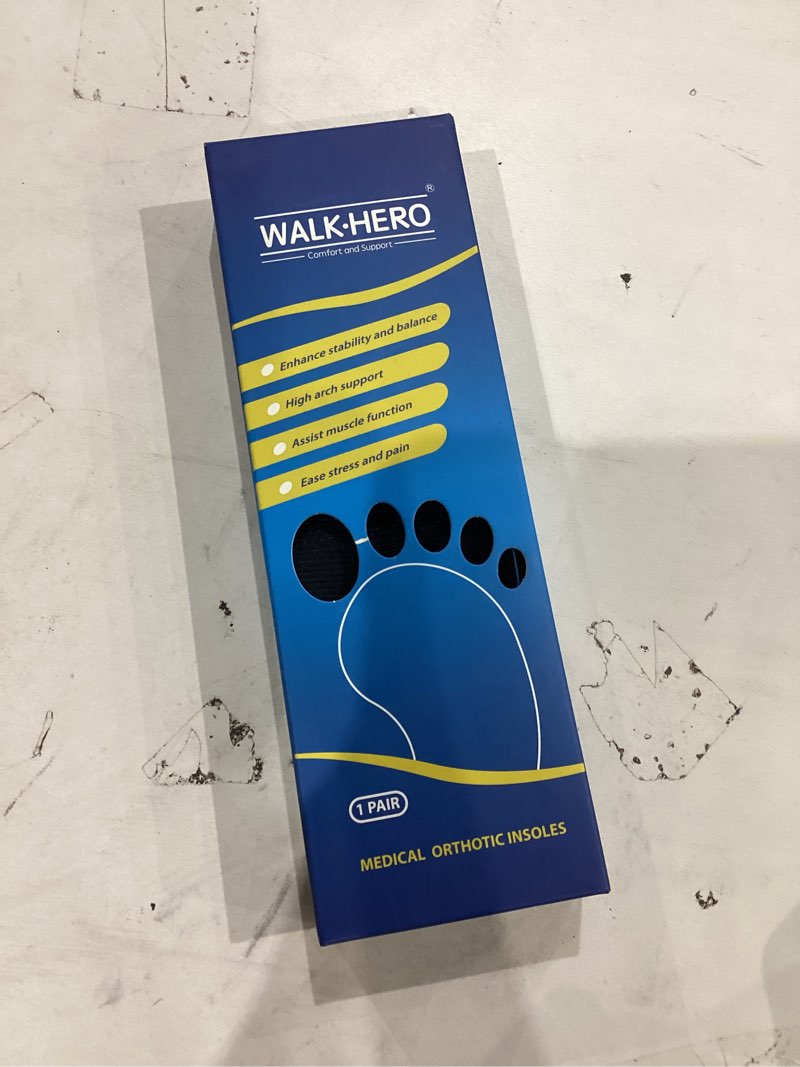 ®
WALK·HERO
Comfort and Support
Enhance stability and balance
High arch support
Assist muscle function
Ease stress and pain
1 PAIR
MEDICAL ORTHOTIC INSOLES